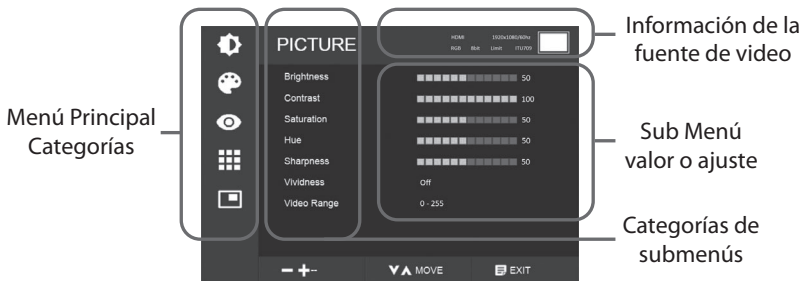 PICTURE
HDMI 1920x1080/60hz
RGB 8bit Limit ITU709
Información de la
fuente de video
Brightness 50
Contrast 100
Saturation 50
Hue 50
Sharpness 50
Vividness Off
Video Range 0 - 255
Menú Principal
Categorías
Sub Menú
valor o ajuste
Categorías de
submenús
MOVE
EXIT